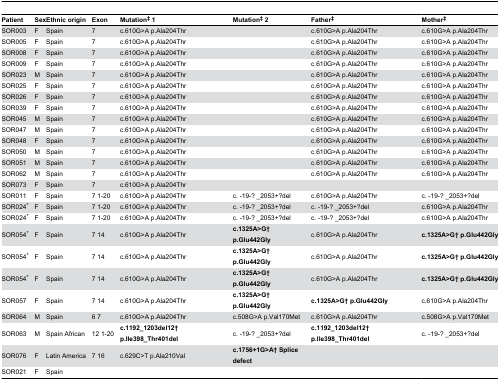 Patient SexEthnic origin Exon Mutation‡ 1 Mutation‡ 2 Father‡ Mother‡
SOR003 F Spain 7 c.610G>A p.Ala204Thr c.610G>A p.Ala204Thr c.610G>A p.Ala204Thr
SOR005 F Spain 7 c.610G>A p.Ala204Thr c.610G>A p.Ala204Thr c.610G>A p.Ala204Thr
SOR008 F Spain 7 c.610G>A p.Ala204Thr c.610G>A p.Ala204Thr c.610G>A p.Ala204Thr
SOR009 F Spain 7 c.610G>A p.Ala204Thr c.610G>A p.Ala204Thr c.610G>A p.Ala204Thr
SOR023 M Spain 7 c.610G>A p.Ala204Thr c.610G>A p.Ala204Thr c.610G>A p.Ala204Thr
SOR025 F Spain 7 c.610G>A p.Ala204Thr c.610G>A p.Ala204Thr c.610G>A p.Ala204Thr
SOR026 F Spain 7 c.610G>A p.Ala204Thr c.610G>A p.Ala204Thr c.610G>A p.Ala204Thr
SOR039 F Spain 7 c.610G>A p.Ala204Thr c.610G>A p.Ala204Thr c.610G>A p.Ala204Thr
SOR045 M Spain 7 c.610G>A p.Ala204Thr c.610G>A p.Ala204Thr c.610G>A p.Ala204Thr
SOR047 M Spain 7 c.610G>A p.Ala204Thr c.610G>A p.Ala204Thr c.610G>A p.Ala204Thr
SOR048 F Spain 7 c.610G>A p.Ala204Thr c.610G>A p.Ala204Thr c.610G>A p.Ala204Thr
SOR050 M Spain 7 c.610G>A p.Ala204Thr c.610G>A p.Ala204Thr c.610G>A p.Ala204Thr
SOR051 M Spain 7 c.610G>A p.Ala204Thr c.610G>A p.Ala204Thr c.610G>A p.Ala204Thr
SOR062 M Spain 7 c.610G>A p.Ala204Thr c.610G>A p.Ala204Thr c.610G>A p.Ala204Thr
SOR073 F Spain 7 c.610G>A p.Ala204Thr
SOR011 F Spain 7 1-20 c.610G>A p.Ala204Thr c. -19-? _2053+?del c.610G>A p.Ala204Thr c. -19-? _2053+?del
SOR024* F Spain 7 1-20 c.610G>A p.Ala204Thr c. -19-? _2053+?del c. -19-? _2053+?del c.610G>A p.Ala204Thr
SOR024* F Spain 7 1-20 c.610G>A p.Ala204Thr c. -19-? _2053+?del c. -19-? _2053+?del c.610G>A p.Ala204Thr
SOR054* F Spain 7 14 c.610G>A p.Ala204Thr c.1325A>G† p.Glu442Gly c.610G>A p.Ala204Thr c.1325A>G† p.Glu442Gly
SOR054* F Spain 7 14 c.610G>A p.Ala204Thr c.1325A>G† p.Glu442Gly c.610G>A p.Ala204Thr c.1325A>G† p.Glu442Gly
SOR054* F Spain 7 14 c.610G>A p.Ala204Thr c.1325A>G† p.Glu442Gly c.610G>A p.Ala204Thr c.1325A>G† p.Glu442Gly
SOR057 F Spain 7 14 c.610G>A p.Ala204Thr c.1325A>G† p.Glu442Gly c.1325A>G† p.Glu442Gly c.610G>A p.Ala204Thr
SOR064 M Spain 6 7 c.610G>A p.Ala204Thr c.508G>A p.Val170Met c.610G>A p.Ala204Thr c.508G>A p.Val170Met
SOR063 M Spain African 12 1-20 c.1192_1203del12† p.Ile398_Thr401del c. -19-? _2053+?del c.1192_1203del12† p.Ile398_Thr401del c. -19-? _2053+?del
SOR076 F Latin America 7 16 c.629C>T p.Ala210Val c.1756+1G>A† Splice defect
SOR021 F Spain